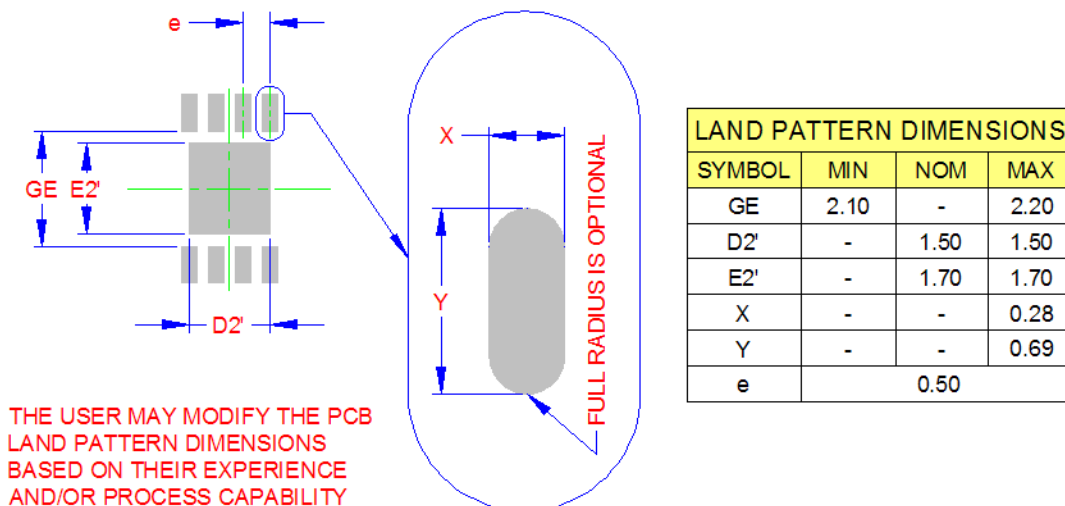 e
GE
E2'
D2'
X
Y
FULL RADIUS IS OPTIONAL
THE USER MAY MODIFY THE PCB
LAND PATTERN DIMENSIONS
BASED ON THEIR EXPERIENCE
AND/OR PROCESS CAPABILITY
LAND PATTERN DIMENSIONS
SYMBOL MIN NOM MAX
GE 2.10 - 2.20
D2' - 1.50 1.50
E2' - 1.70 1.70
X - - 0.28
Y - - 0.69
e 0.50